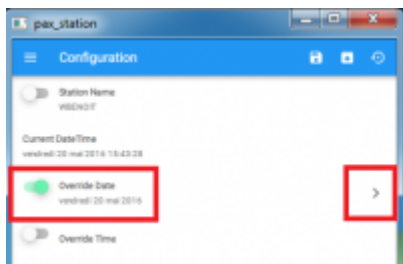 pax_station
Configuration
Station Name
WBENOIT
Current DateTime
vendredi 20 mai 2016 15:43:28
Override Date
vendredi 20 mai 2016
Override Time